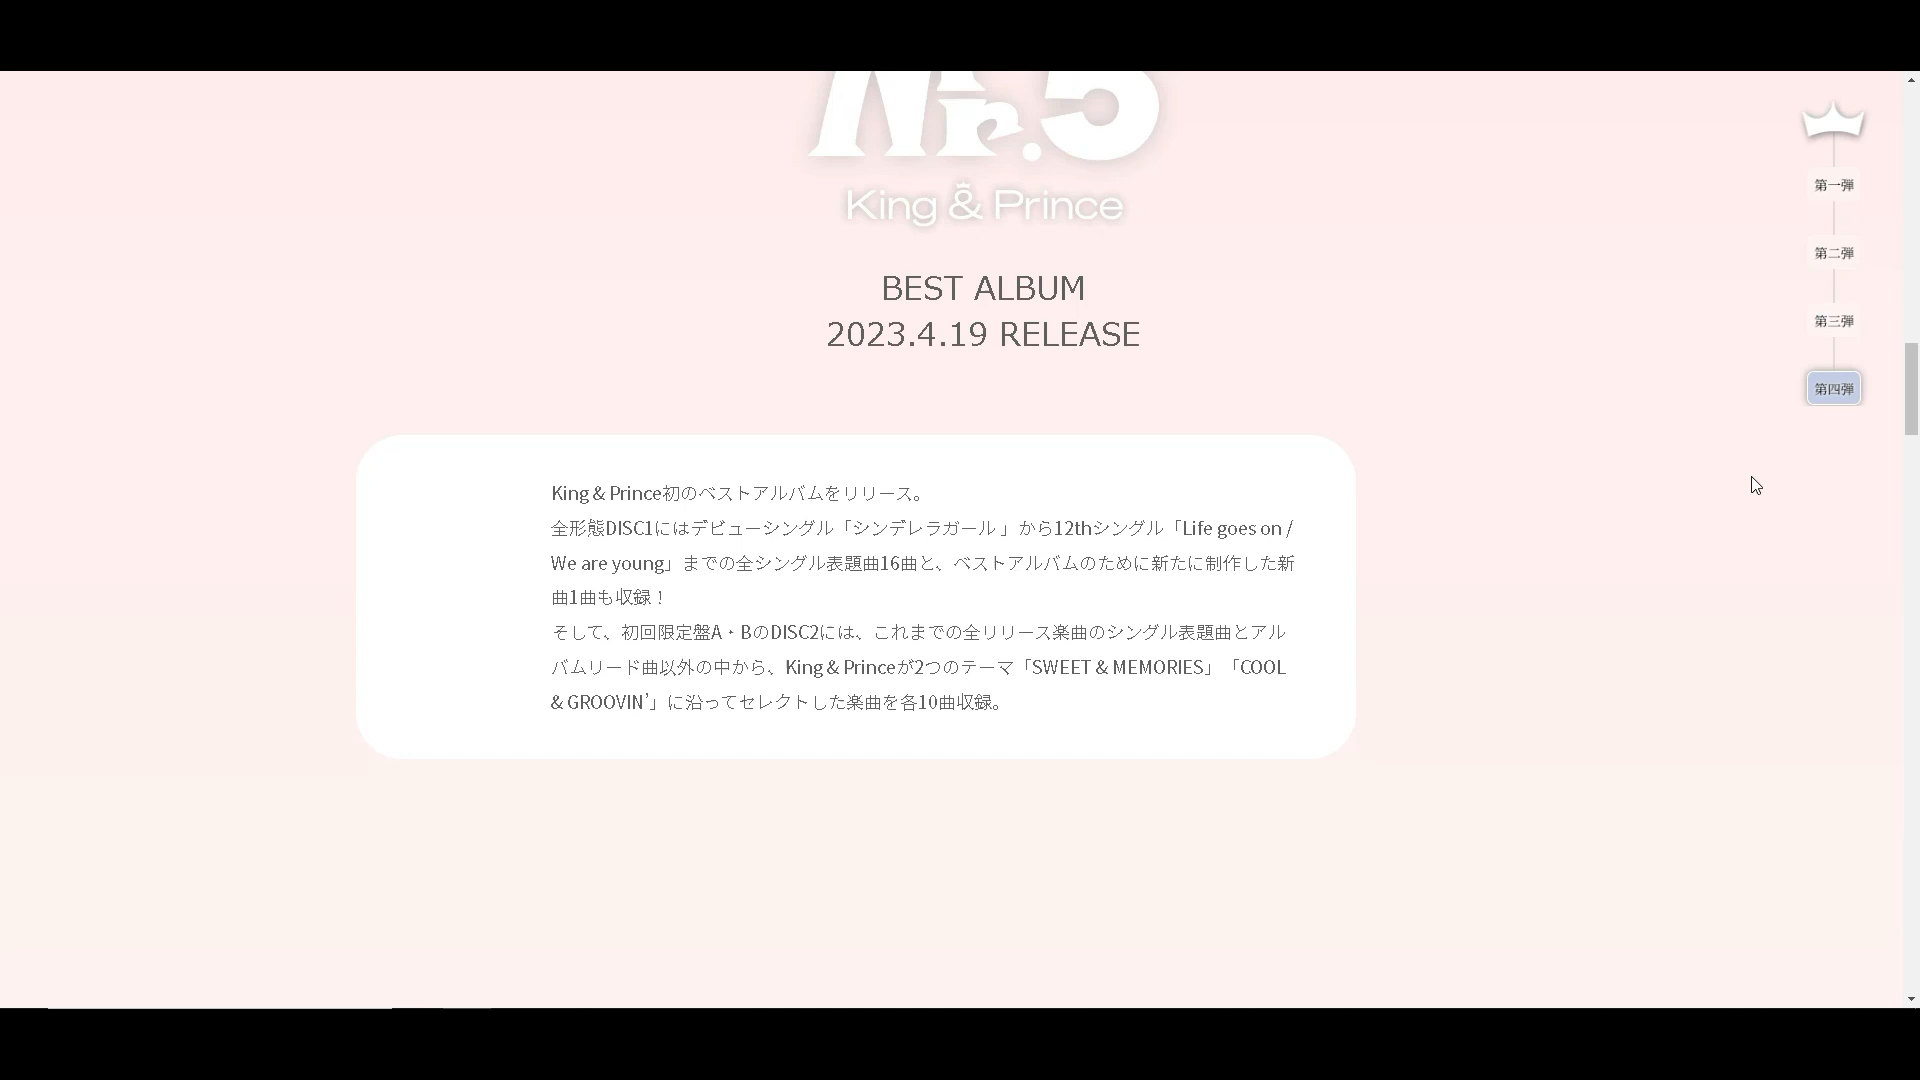 Mr.5
King & Prince
BEST ALBUM
2023.4.19 RELEASE
第一弾
第二弾
第三弾
第四弾
King & Prince初のベストアルバムをリリース。
全形態DISC1にはデビューシングル「シンデレラガール 」から12thシングル「Life goes on /
We are young」までの全シングル表題曲16曲と、ベストアルバムのために新たに制作した新
曲1曲も収録！
そして、初回限定盤A・BのDISC2には、これまでの全リリース楽曲のシングル表題曲とアル
バムリード曲以外の中から、King & Princeが2つのテーマ「SWEET & MEMORIES」「COOL
& GROOVIN’」に沿ってセレクトした楽曲を各10曲収録。